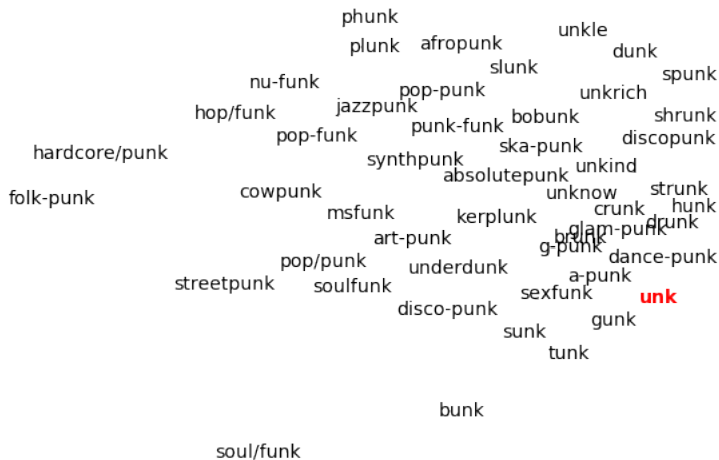 phunk
unkle
plunk
afropunk
dunk
slunk
spunk
nu-funk
pop-punk
unkrich
jazzpunk
hop/funk
bobunk
shrunk
punk-funk
pop-funk
discopunk
ska-punk
hardcore/punk
synthpunk
unkind
absolutepunk
cowpunk
unknow
strunk
folk-punk
hunk
crunk
msfunk
kerplunk
drunk
glam-punk
art-punk
brunk
g-punk
dance-punk
pop/punk
underdunk
a-punk
streetpunk
soulfunk
sexfunk
unk
disco-punk
gunk
sunk
tunk
bunk
soul/funk